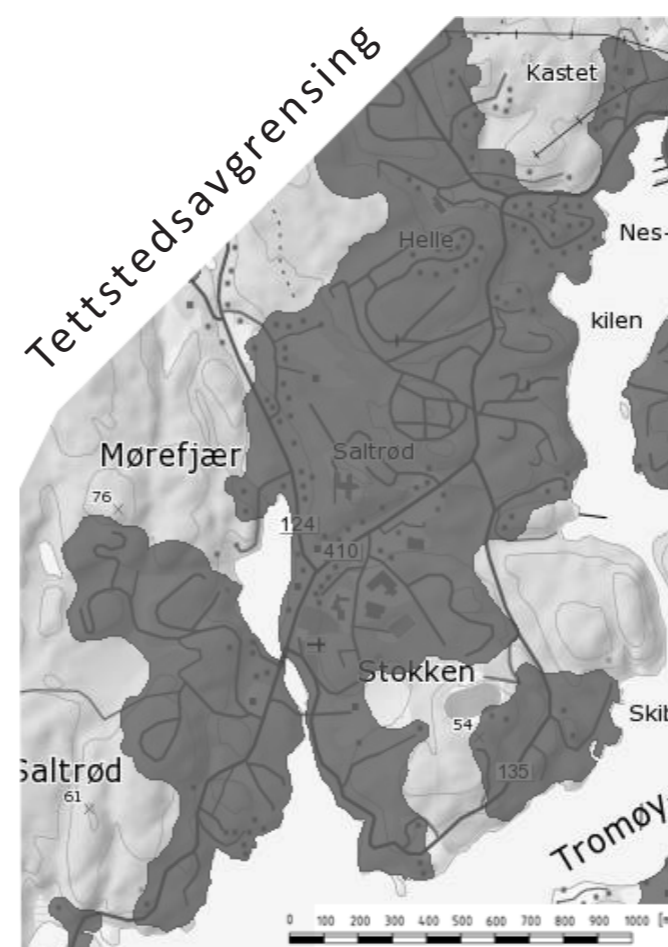 Tettstedsavgrensing
Kastet
Helle
Nes-
kilen
Mørefjær
Saltrød
76
124
410
Stokken
54
Skib
Saltrød
61
135
Tromøy
0 100 200 300 400 500 600 700 800 900 1000 [m